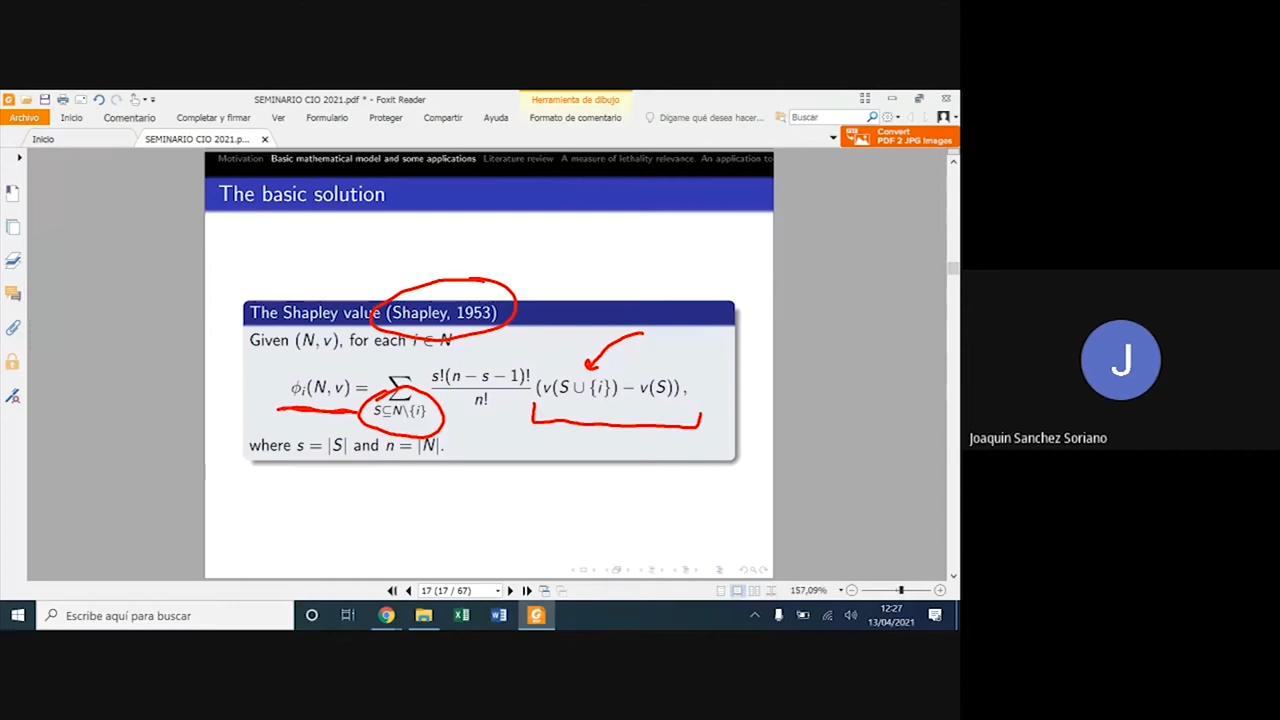 SEMINARIO CIO 2021.pdf * - Foxit Reader
Herramienta de dibujo
Archivo Inicio Comentario Completar y firmar Ver Formulario Proteger Compartir Ayuda Formato de comentario Dígame qué desea hacer... Buscar
Inicio SEMINARIO CIO 2021.p... Convert
PDF 2 JPG Images
Motivation Basic mathematical model and some applications Literature review A measure of lethality relevance. An application to
The basic solution
The Shapley value (Shapley, 1953)
Given (N, v), for each i ∈ N
ϕᵢ(N, v) = ∑_{S⊆N\{i}} s!(n − s − 1)!/n! (v(S ∪ {i}) − v(S)),
where s = |S| and n = |N|.
Joaquin Sanchez Soriano
J
17 (17 / 67) 157,09%
Escribe aquí para buscar
12:27
13/04/2021